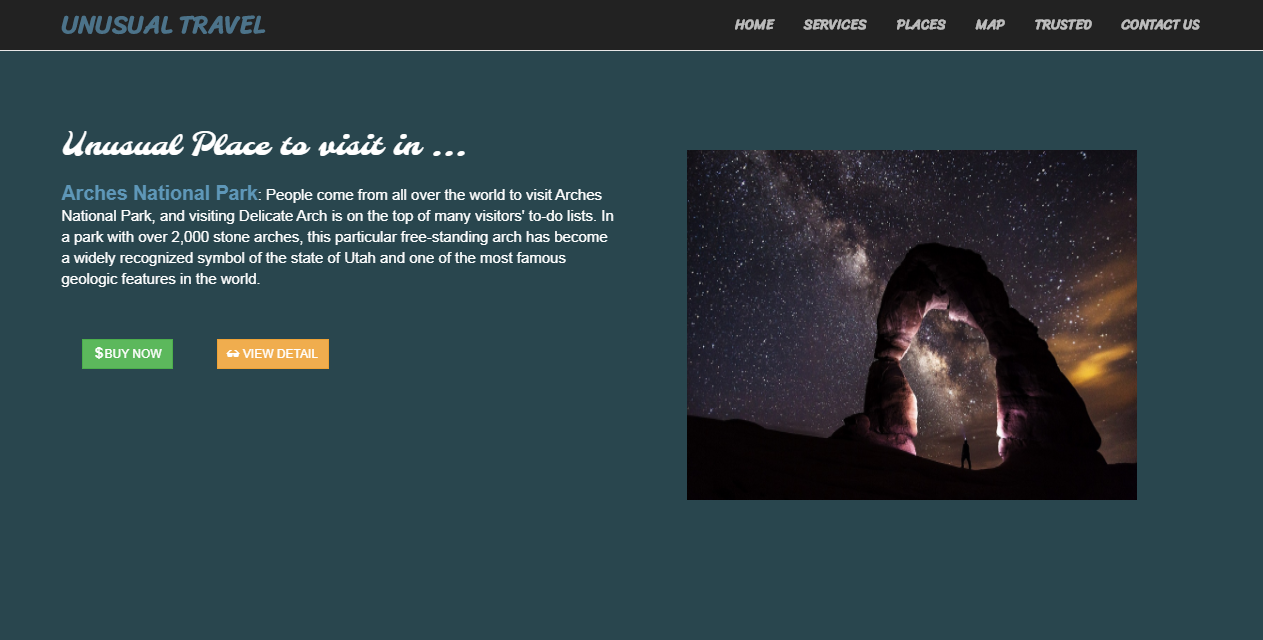 UNUSUAL TRAVEL
HOME SERVICES PLACES MAP TRUSTED CONTACT US
Unusual Place to visit in ...
Arches National Park: People come from all over the world to visit Arches
National Park, and visiting Delicate Arch is on the top of many visitors' to-do lists. In
a park with over 2,000 stone arches, this particular free-standing arch has become
a widely recognized symbol of the state of Utah and one of the most famous
geologic features in the world.
$BUY NOW
VIEW DETAIL